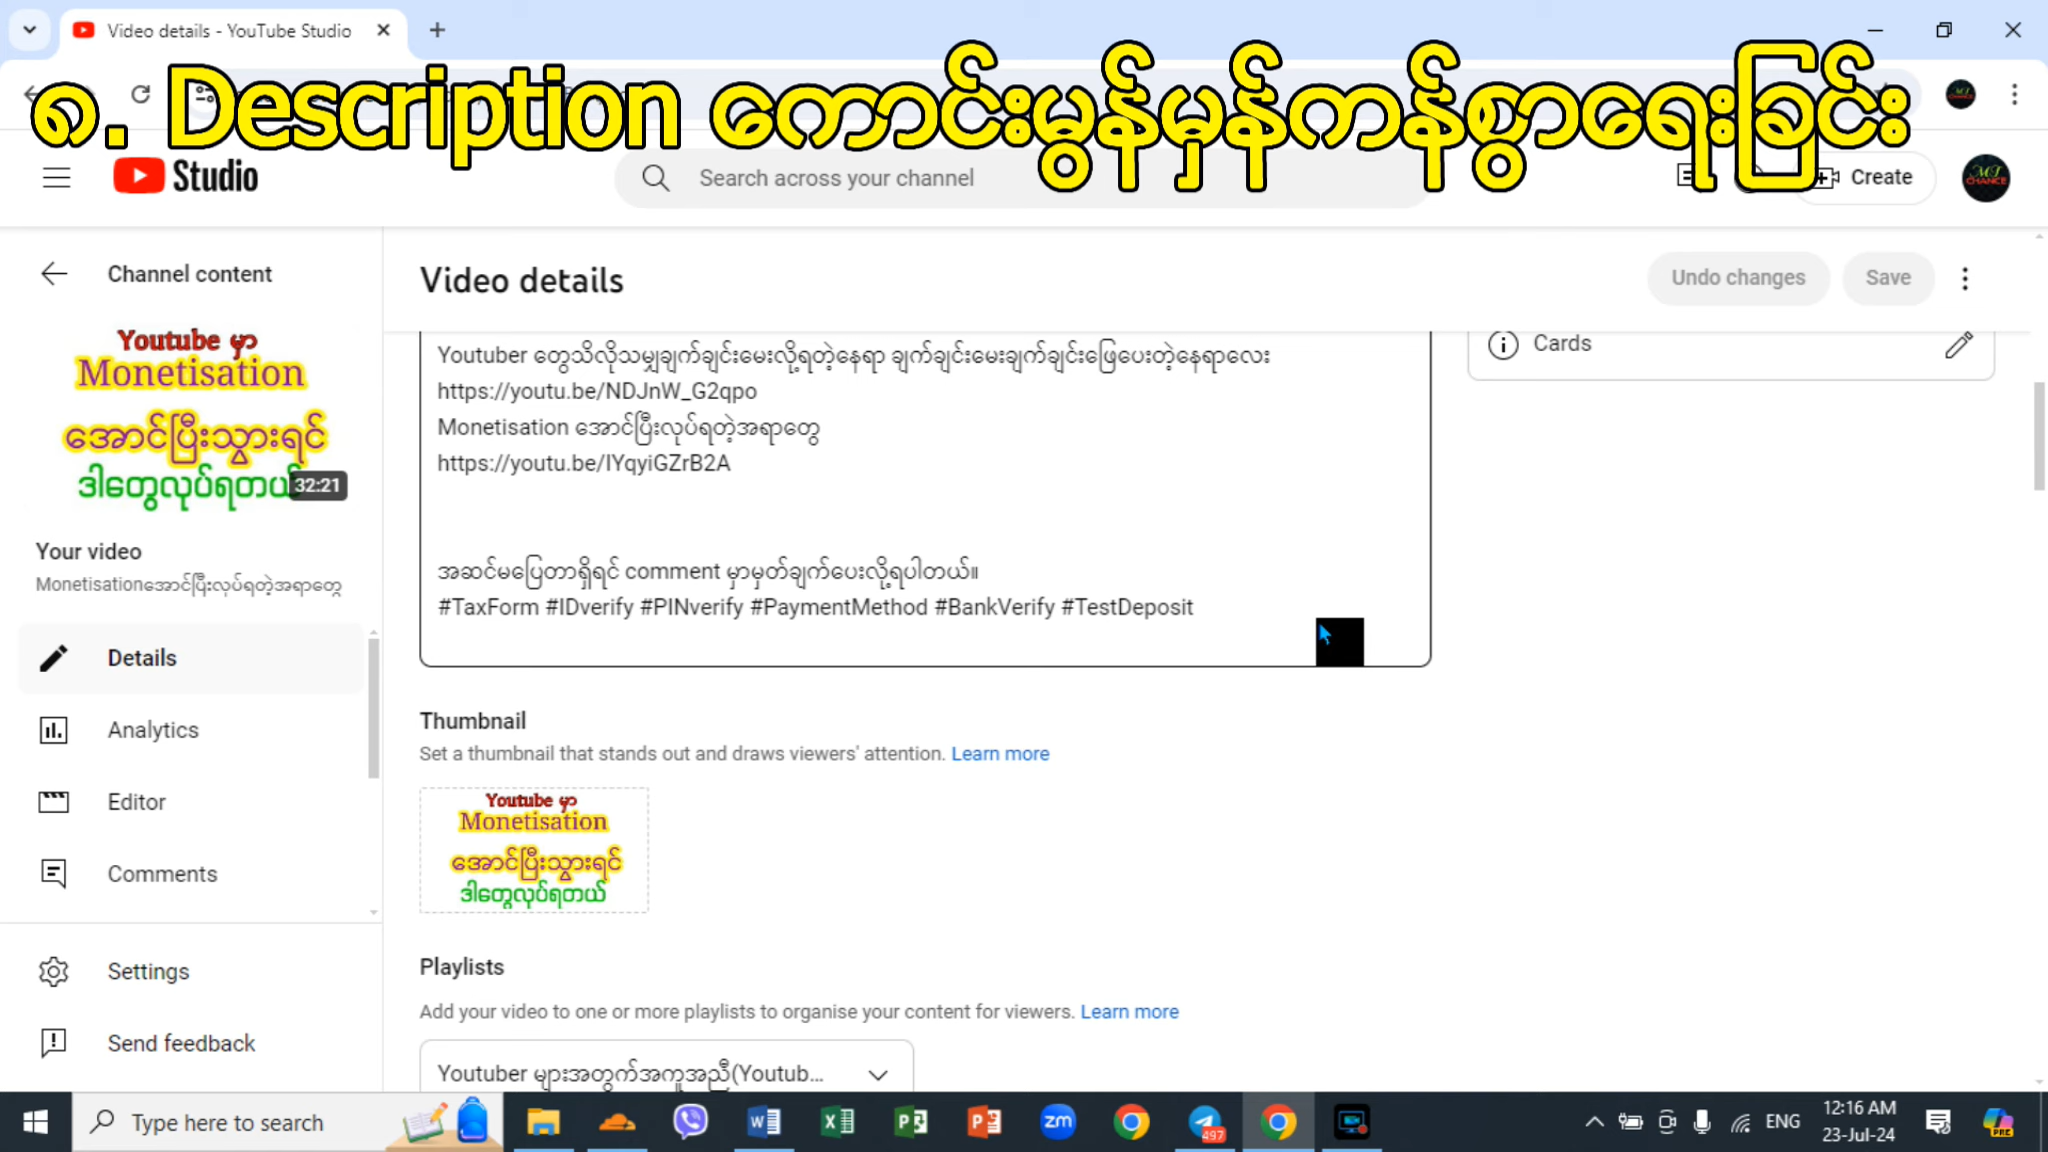 Video details - YouTube Studio
၁. Description ကောင်းမွန်မှန်ကန်စွာရေးခြင်း
Studio
Search across your channel
Create
Channel content
Video details
Undo changes
Save
Youtube မှာ
Monetisation
အောင်ပြီးသွားရင်
ဒါတွေလုပ်ရတယ်
32:21
Your video
Monetisationအောင်ပြီးလုပ်ရတဲ့အရာတွေ
Details
Analytics
Editor
Comments
Settings
Send feedback
Youtuber တွေသိလိုသမျှချက်ချင်းမေးလို့ရတဲ့နေရာ ချက်ချင်းမေးချက်ချင်းဖြေပေးတဲ့နေရာလေး
https://youtu.be/NDJnW_G2qpo
Monetisation အောင်ပြီးလုပ်ရတဲ့အရာတွေ
https://youtu.be/IYqyiGZrB2A
အဆင်မပြေတာရှိရင် comment မှာမှတ်ချက်ပေးလို့ရပါတယ်။
#TaxForm #IDverify #PINverify #PaymentMethod #BankVerify #TestDeposit
Cards
Thumbnail
Set a thumbnail that stands out and draws viewers' attention. Learn more
Youtube မှာ
Monetisation
အောင်ပြီးသွားရင်
ဒါတွေလုပ်ရတယ်
Playlists
Add your video to one or more playlists to organise your content for viewers. Learn more
Youtuber များအတွက်အကူအညီ(Youtub...
Type here to search
497
ENG
12:16 AM
23-Jul-24